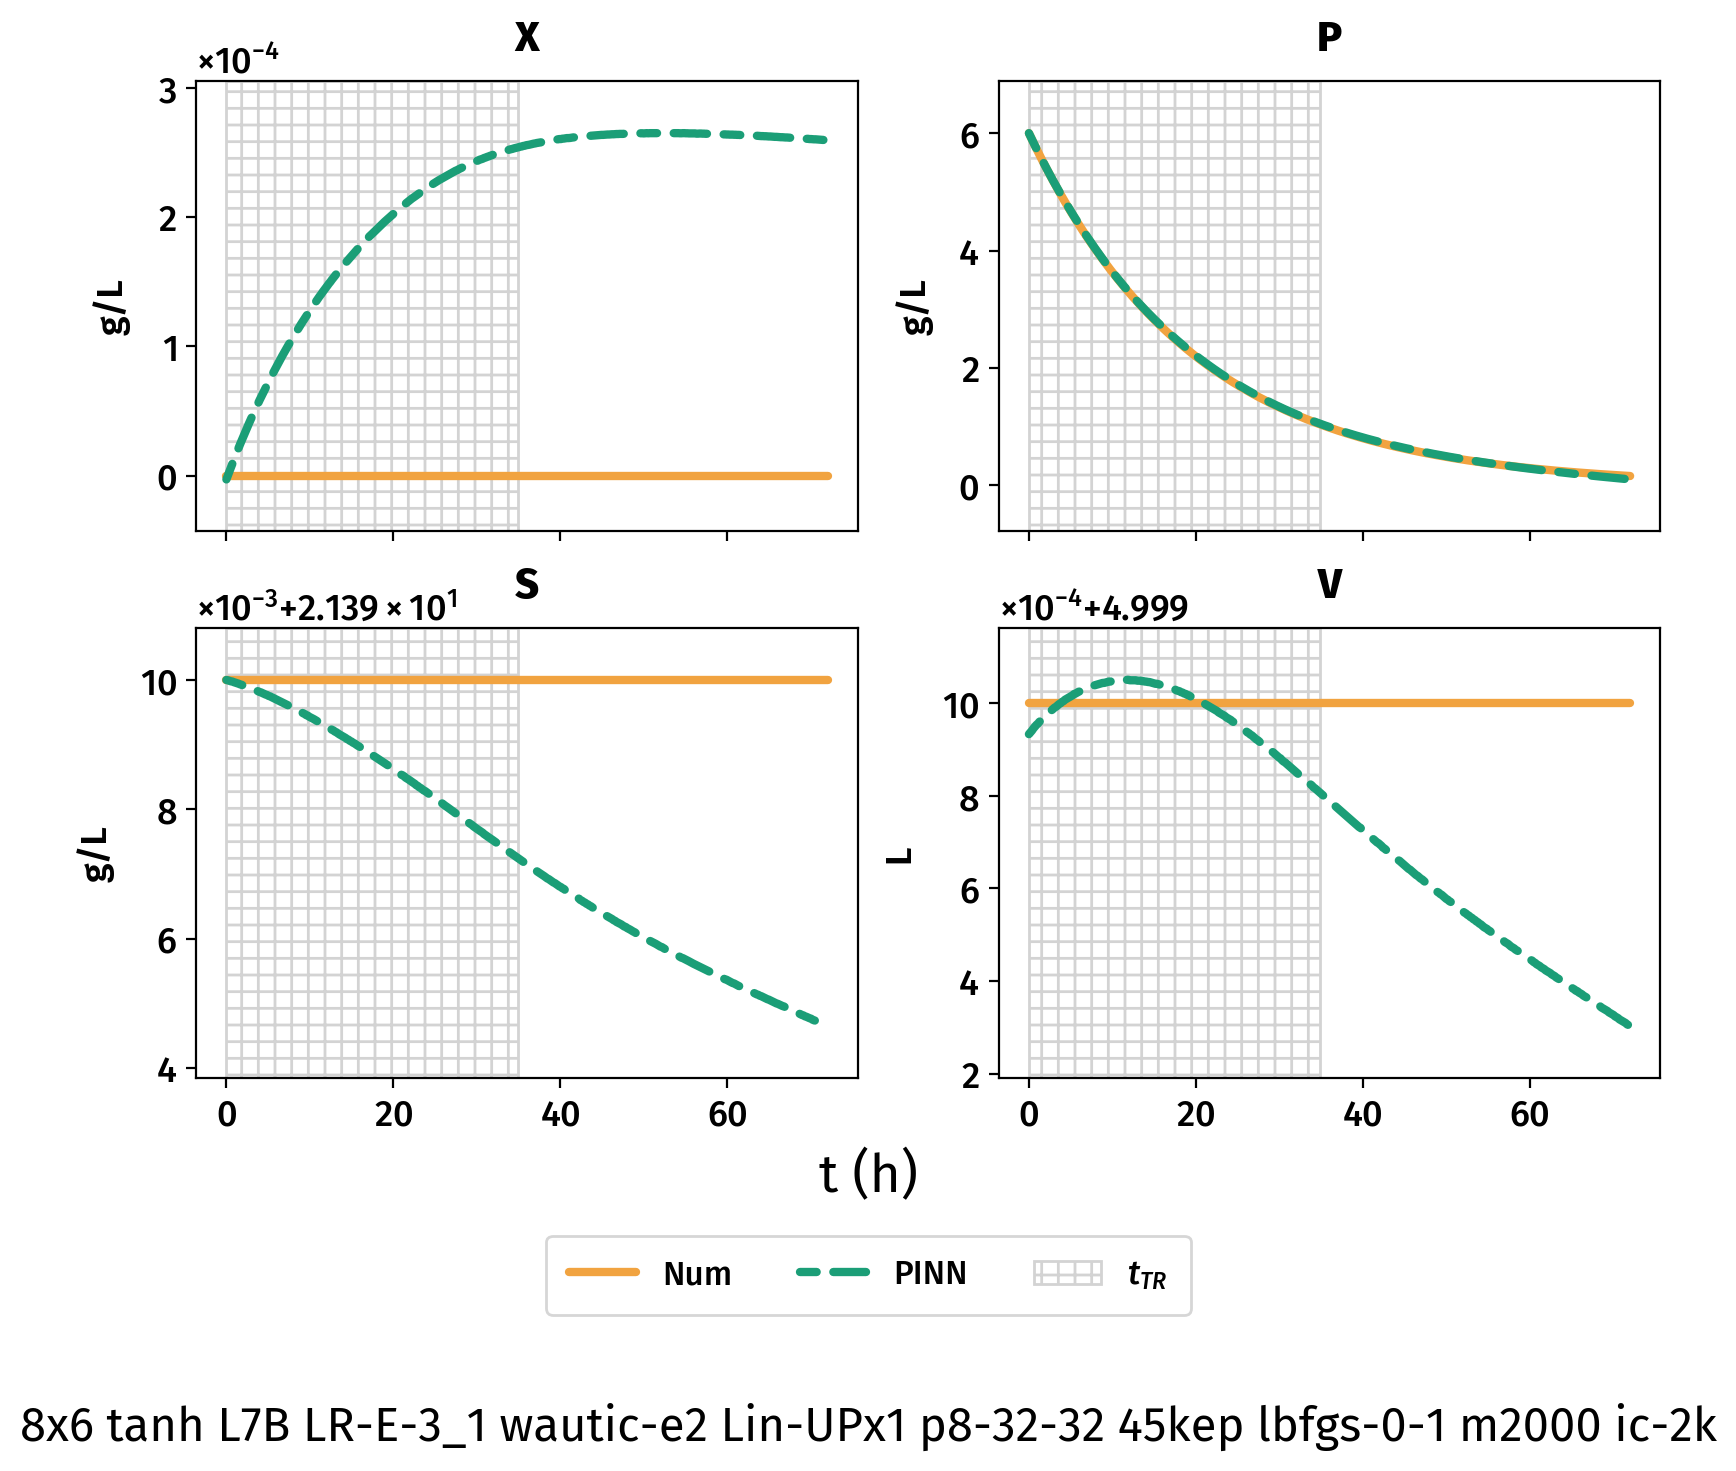 X
×10⁻⁴
3
2
1
0
g/L
P
6
4
2
0
g/L
S
×10⁻³+2.139 × 10¹
10
8
6
4
g/L
0 20 40 60
V
×10⁻⁴+4.999
10
8
6
4
2
L
0 20 40 60
t (h)
Num PINN t_TR
8x6 tanh L7B LR-E-3_1 wautic-e2 Lin-UPx1 p8-32-32 45kep lbfgs-0-1 m2000 ic-2k